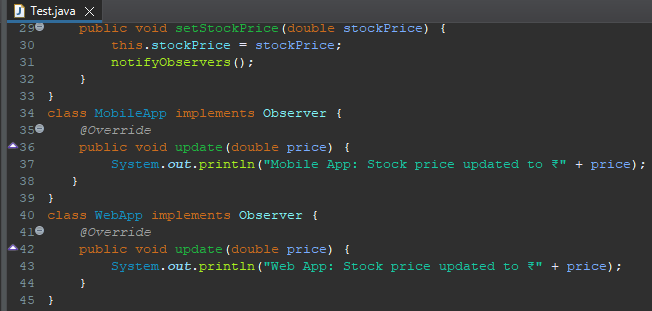 Test.java
29 public void setStockPrice(double stockPrice) {
30 this.stockPrice = stockPrice;
31 notifyObservers();
32 }
33 }
34 class MobileApp implements Observer {
35 @Override
36 public void update(double price) {
37 System.out.println("Mobile App: Stock price updated to ₹" + price);
38 }
39 }
40 class WebApp implements Observer {
41 @Override
42 public void update(double price) {
43 System.out.println("Web App: Stock price updated to ₹" + price);
44 }
45 }